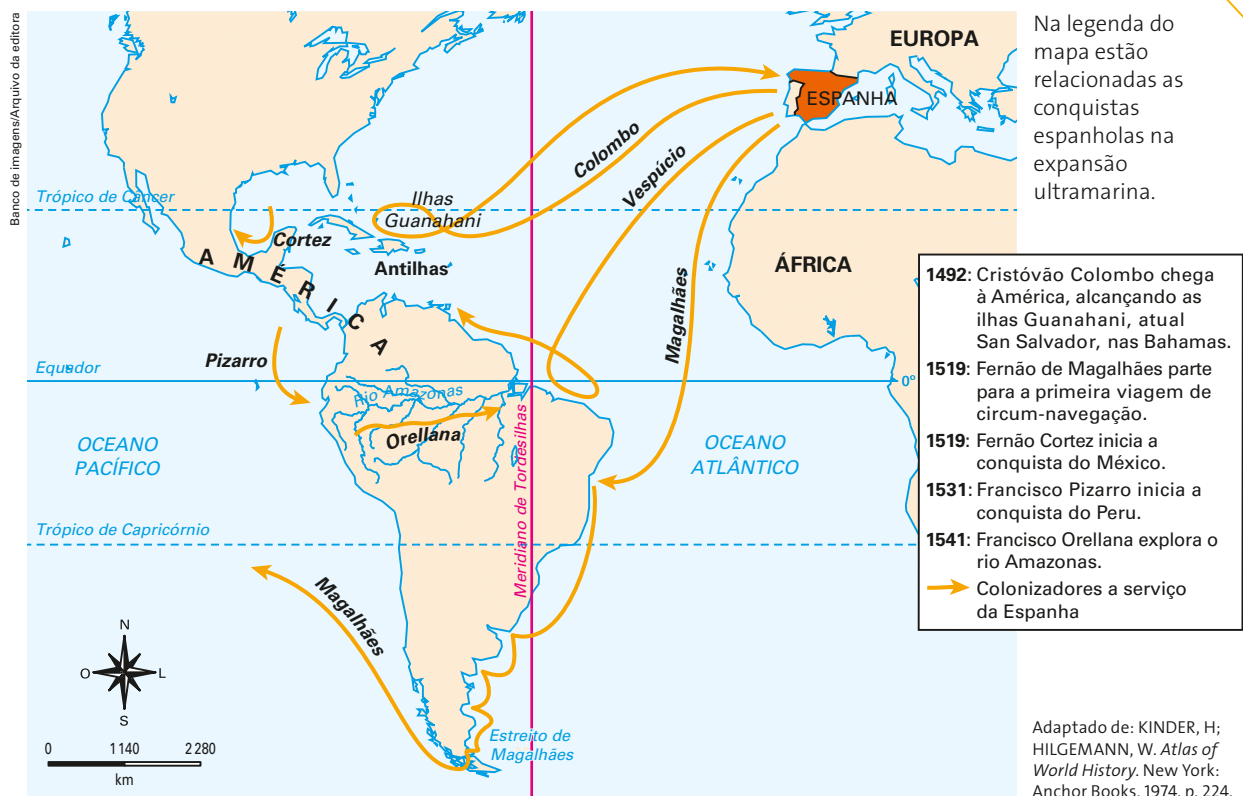 Banco de imagens/Arquivo da editora
EUROPA
ESPANHA
Colombo
Vespúcio
Trópico de Câncer
Ilhas
Guanahani
Cortez
Antilhas
AMÉRICA
ÁFRICA
Magalhães
Pizarro
Equador
0°
Rio Amazonas
Orellana
OCEANO
PACÍFICO
OCEANO
ATLÂNTICO
Meridiano de Tordesilhas
Trópico de Capricórnio
Magalhães
Estreito de
Magalhães
N
O
L
S
0 1 140 2 280
km
Na legenda do
mapa estão
relacionadas as
conquistas
espanholas na
expansão
ultramarina.
1492: Cristóvão Colombo chega
à América, alcançando as
ilhas Guanahani, atual
San Salvador, nas Bahamas.
1519: Fernão de Magalhães parte
para a primeira viagem de
circum-navegação.
1519: Fernão Cortez inicia a
conquista do México.
1531: Francisco Pizarro inicia a
conquista do Peru.
1541: Francisco Orellana explora o
rio Amazonas.
Colonizadores a serviço
da Espanha
Adaptado de: KINDER, H;
HILGEMANN, W. Atlas of
World History. New York:
Anchor Books, 1974. p. 224.